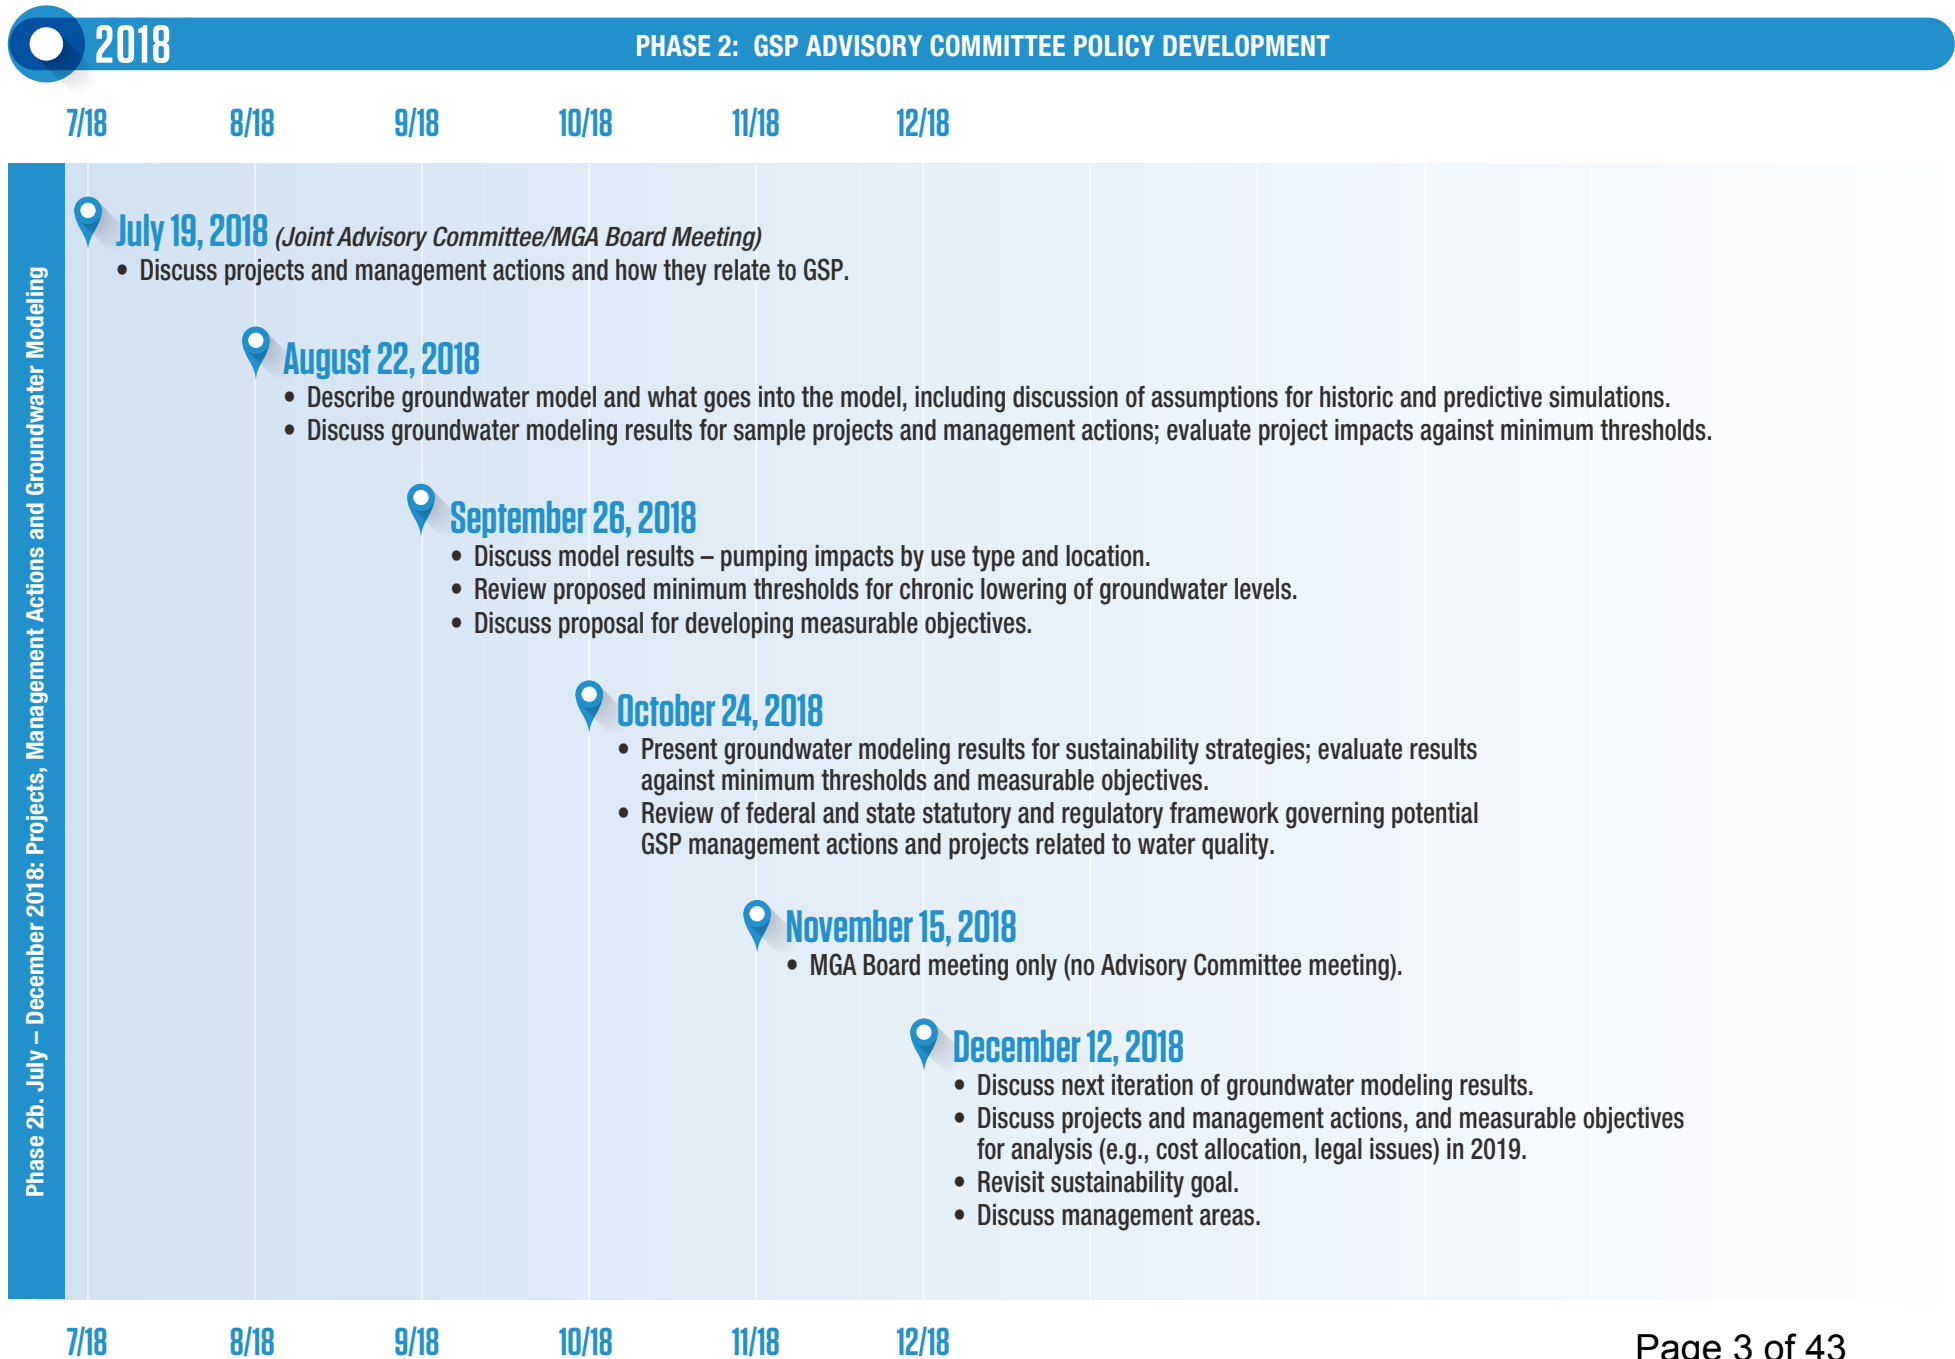 2018
PHASE 2: GSP ADVISORY COMMITTEE POLICY DEVELOPMENT
7/18 8/18 9/18 10/18 11/18 12/18
Phase 2b. July – December 2018: Projects, Management Actions and Groundwater Modeling
July 19, 2018 (Joint Advisory Committee/MGA Board Meeting)
• Discuss projects and management actions and how they relate to GSP.
August 22, 2018
• Describe groundwater model and what goes into the model, including discussion of assumptions for historic and predictive simulations.
• Discuss groundwater modeling results for sample projects and management actions; evaluate project impacts against minimum thresholds.
September 26, 2018
• Discuss model results – pumping impacts by use type and location.
• Review proposed minimum thresholds for chronic lowering of groundwater levels.
• Discuss proposal for developing measurable objectives.
October 24, 2018
• Present groundwater modeling results for sustainability strategies; evaluate results
against minimum thresholds and measurable objectives.
• Review of federal and state statutory and regulatory framework governing potential
GSP management actions and projects related to water quality.
November 15, 2018
• MGA Board meeting only (no Advisory Committee meeting).
December 12, 2018
• Discuss next iteration of groundwater modeling results.
• Discuss projects and management actions, and measurable objectives
for analysis (e.g., cost allocation, legal issues) in 2019.
• Revisit sustainability goal.
• Discuss management areas.
7/18 8/18 9/18 10/18 11/18 12/18
Page 3 of 43